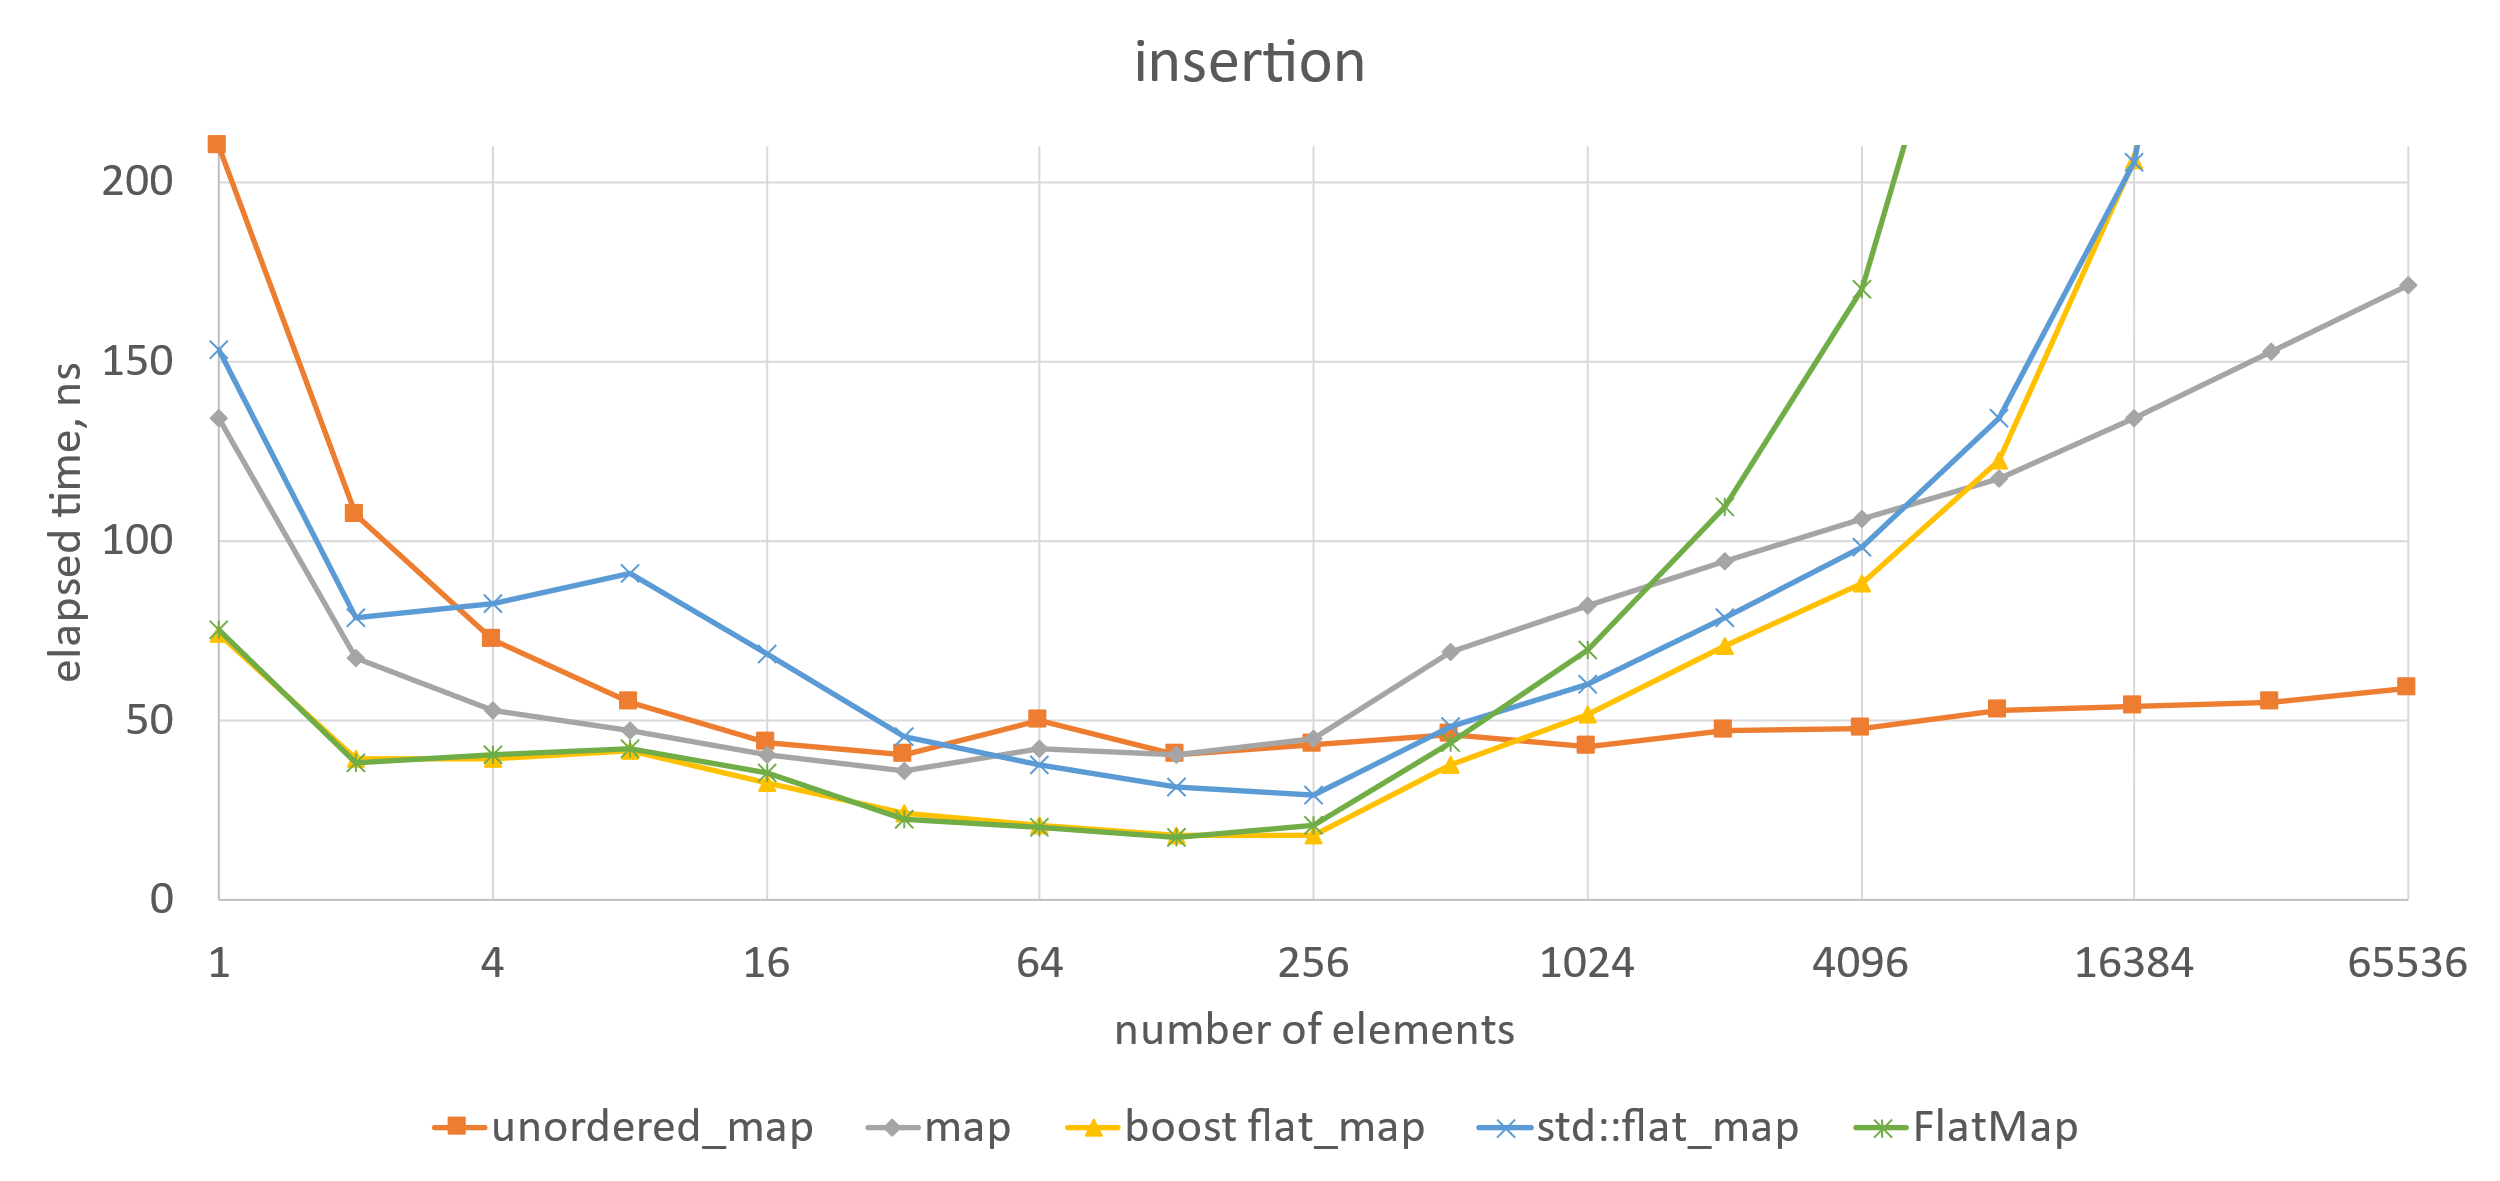 insertion
200
150
100
50
0
elapsed time, ns
1 4 16 64 256 1024 4096 16384 65536
number of elements
unordered_map map boost flat_map std::flat_map FlatMap